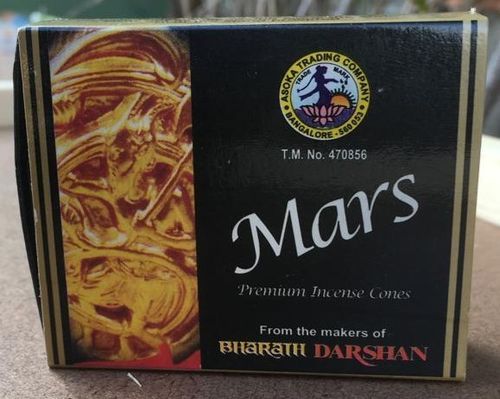 ASOKA TRADING COMPANY
TRADE MARK
BANGALORE - 560 053
T.M. No. 470856
Mars
Premium Incense Cones
From the makers of
BHARATH DARSHAN